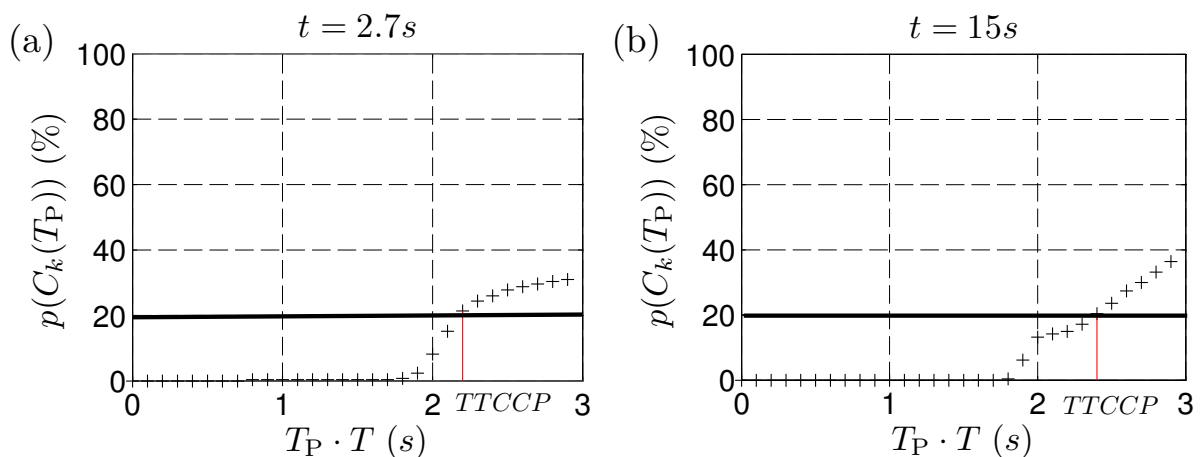 (a)
t = 2.7s
p(C_k(T_P)) (%)
100
80
60
40
20
0
0 1 2 3
TTCCP
T_P · T (s)
(b)
t = 15s
p(C_k(T_P)) (%)
100
80
60
40
20
0
0 1 2 3
TTCCP
T_P · T (s)